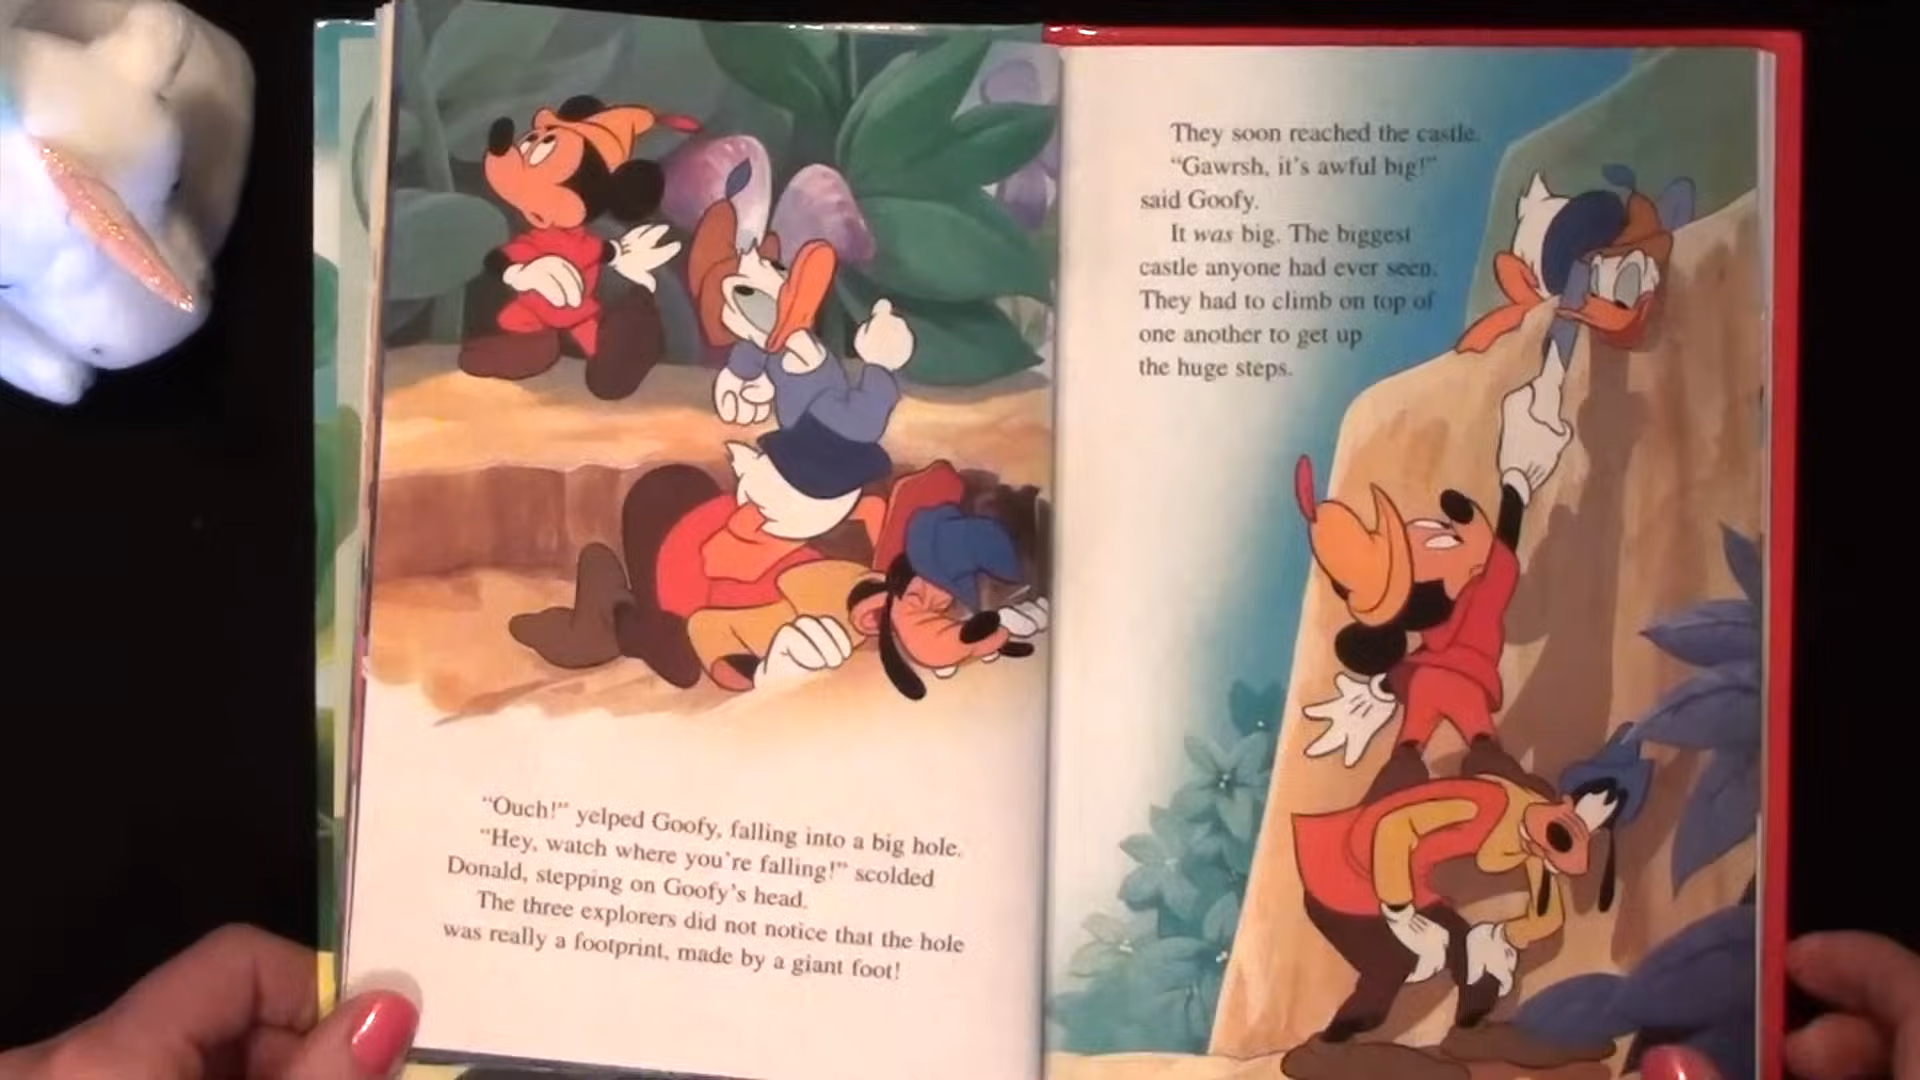 “Ouch!” yelped Goofy, falling into a big hole.
“Hey, watch where you’re falling!” scolded
Donald, stepping on Goofy’s head.
The three explorers did not notice that the hole
was really a footprint, made by a giant foot!
They soon reached the castle.
“Gawrsh, it’s awful big!”
said Goofy.
It was big. The biggest
castle anyone had ever seen.
They had to climb on top of
one another to get up
the huge steps.